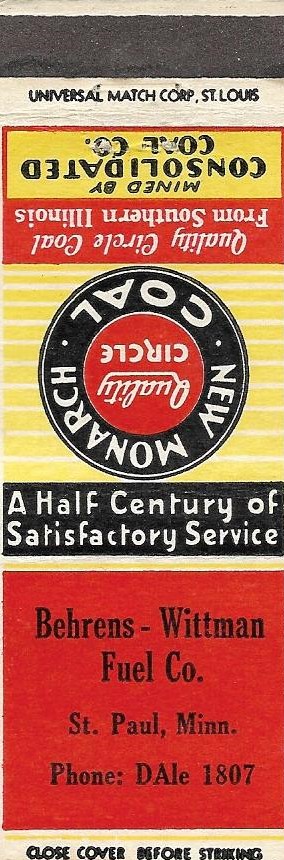 UNIVERSAL MATCH CORP., ST. LOUIS
MINED BY
CONSOLIDATED
COAL CO.
Quality Circle Coal
From Southern Illinois
NEW MONARCH · COAL ·
Quality
CIRCLE
A Half Century of
Satisfactory Service
Behrens - Wittman
Fuel Co.
St. Paul, Minn.
Phone: DAle 1807
CLOSE COVER BEFORE STRIKING